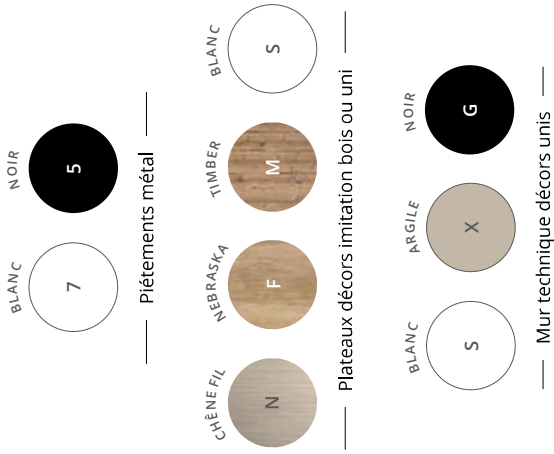 BLANC
7
NOIR
5
Piétements métal
CHÊNE FIL
N
NEBRASKA
F
TIMBER
M
BLANC
S
Plateaux décors imitation bois ou uni
BLANC
S
ARGILE
X
NOIR
G
Mur technique décors unis